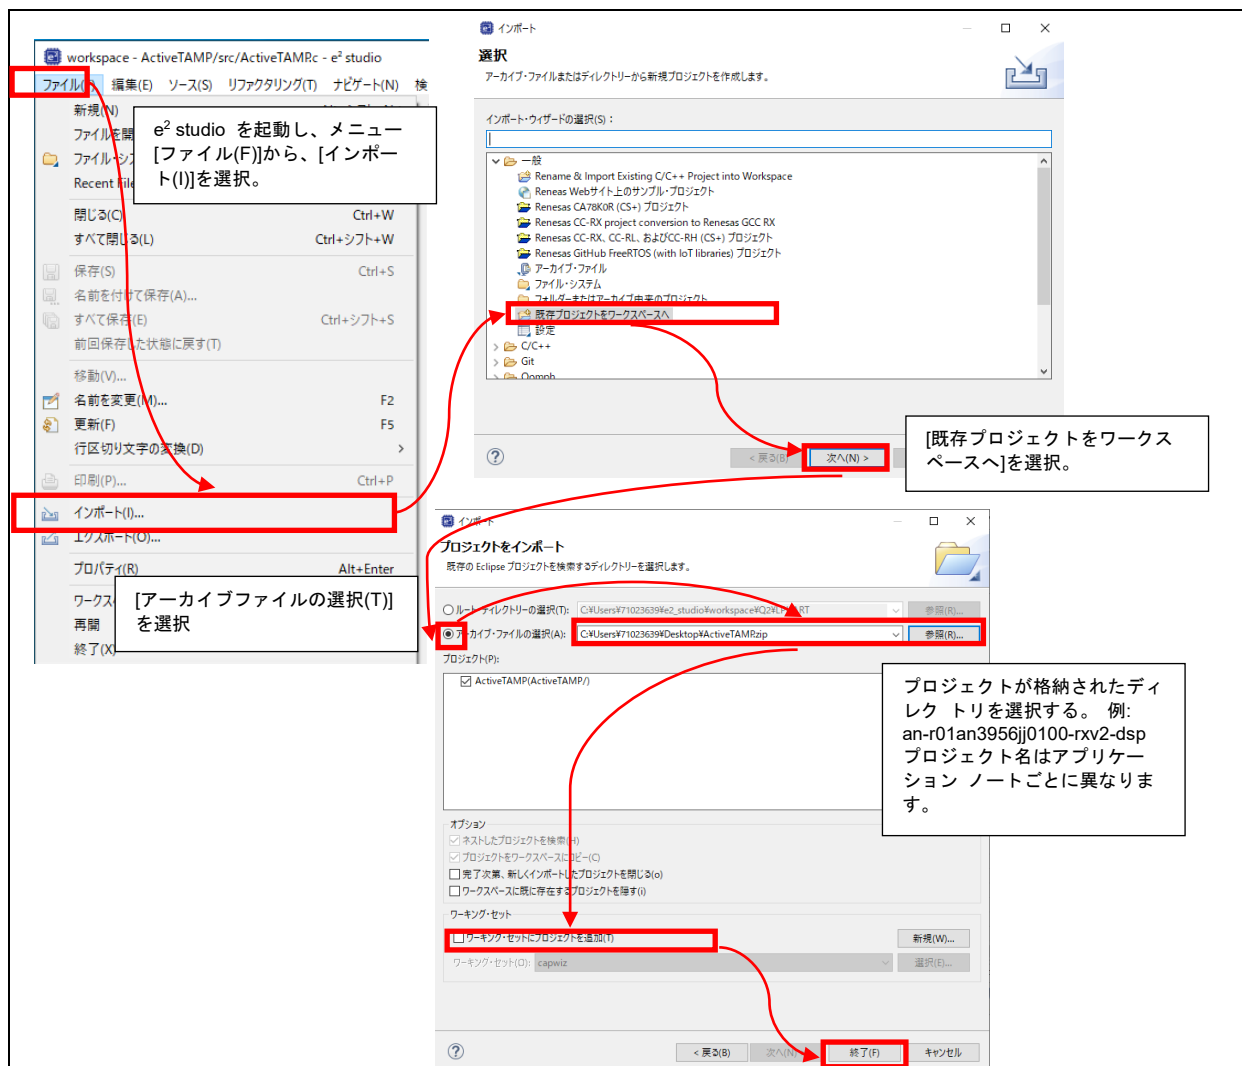 workspace - ActiveTAMP/src/ActiveTAMP.c - e² studio
編集(E) ソース(S) リファクタリング(T) ナビゲート(N) 検
新規(N)
e² studio を起動し、メニュー
[ファイル(F)]から、[インポー
ト(I)]を選択。
Recent File
閉じる(C) Ctrl+W
すべて閉じる(L) Ctrl+シフト+W
保存(S) Ctrl+S
名前を付けて保存(A)...
すべて保存(E) Ctrl+シフト+S
前回保存した状態に戻す(T)
移動(V)...
名前を変更(M)... F2
更新(F) F5
行区切り文字の変換(D)
印刷(P)... Ctrl+P
インポート(I)...
エクスポート(O)...
プロパティ(R) Alt+Enter
[アーカイブファイルの選択(T)]
を選択
再開
終了(X)
インポート
選択
アーカイブ・ファイルまたはディレクトリーから新規プロジェクトを作成します。
インポート・ウィザードの選択(S)：
一般
Rename & Import Existing C/C++ Project into Workspace
Reneas Webサイト上のサンプル・プロジェクト
Renesas CA78K0R (CS+) プロジェクト
Renesas CC-RX project conversion to Renesas GCC RX
Renesas CC-RX、CC-RL、およびCC-RH (CS+) プロジェクト
Renesas GitHub FreeRTOS (with IoT libraries) プロジェクト
アーカイブ・ファイル
ファイル・システム
フォルダーまたはアーカイブ由来のプロジェクト
既存プロジェクトをワークスペースへ
設定
C/C++
Git
Oomph
< 戻る(B) 次へ(N) >
[既存プロジェクトをワークス
ペースへ]を選択。
インポート
プロジェクトをインポート
既存の Eclipse プロジェクトを検索するディレクトリーを選択します。
ルート・ディレクトリーの選択(T): 参照(R)...
アーカイブ・ファイルの選択(A): C:¥Users¥71023639¥Desktop¥ActiveTAMP.zip 参照(R)...
プロジェクト(P):
ActiveTAMP(ActiveTAMP/)
プロジェクトが格納されたディ
レク トリを選択する。 例:
an-r01an3956jj0100-rxv2-dsp
プロジェクト名はアプリケー
ション ノートごとに異なりま
す。
オプション
ネストしたプロジェクトを検索(H)
プロジェクトをワークスペースにコピー(C)
完了次第、新しくインポートしたプロジェクトを閉じる(o)
ワークスペースに既に存在するプロジェクトを隠す(i)
ワーキング・セット
ワーキング・セットにプロジェクトを追加(T) 新規(W)...
ワーキング・セット(O): capwiz 選択(E)...
< 戻る(B) 終了(F) キャンセル